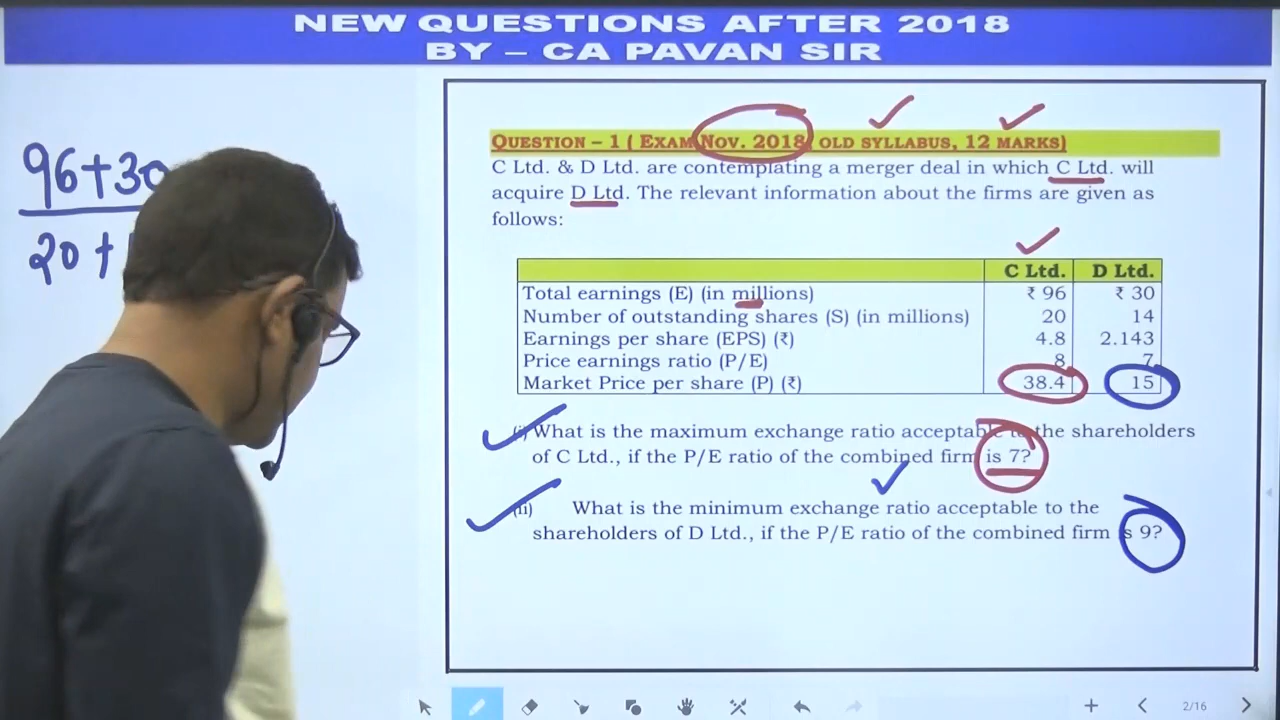 NEW QUESTIONS AFTER 2018
BY – CA PAVAN SIR
96+30
20+
QUESTION – 1 ( EXAM Nov. 2018 OLD SYLLABUS, 12 MARKS)
C Ltd. & D Ltd. are contemplating a merger deal in which C Ltd. will
acquire D Ltd. The relevant information about the firms are given as
follows:
C Ltd. D Ltd.
Total earnings (E) (in millions) ₹ 96 ₹ 30
Number of outstanding shares (S) (in millions) 20 14
Earnings per share (EPS) (₹) 4.8 2.143
Price earnings ratio (P/E) 8 7
Market Price per share (P) (₹) 38.4 15
(i) What is the maximum exchange ratio acceptable to the shareholders
of C Ltd., if the P/E ratio of the combined firm is 7?
(ii) What is the minimum exchange ratio acceptable to the
shareholders of D Ltd., if the P/E ratio of the combined firm is 9?
2/16